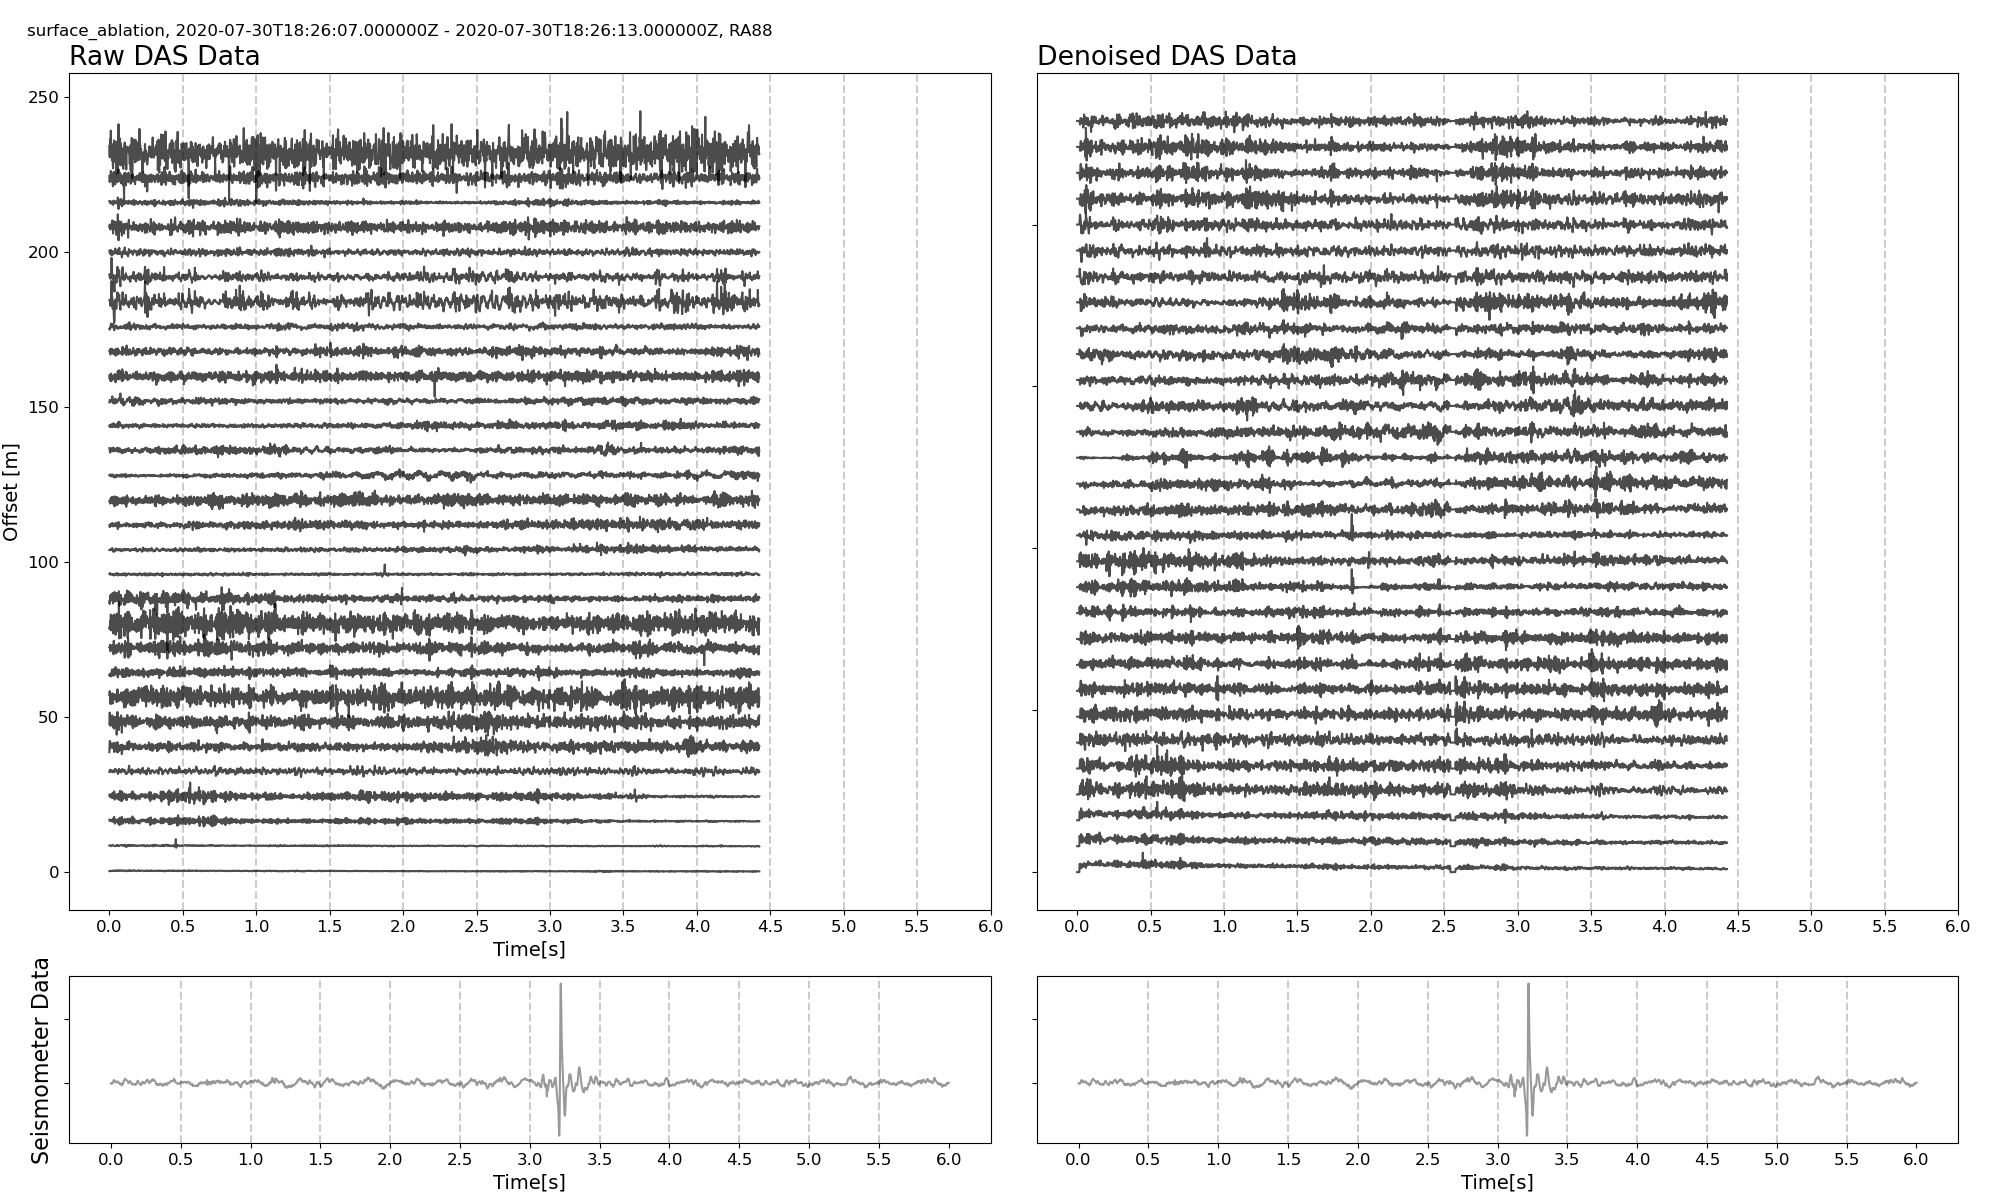 surface_ablation, 2020-07-30T18:26:07.000000Z - 2020-07-30T18:26:13.000000Z, RA88
Raw DAS Data
Denoised DAS Data
250
200
150
100
50
0
Offset [m]
0.0 0.5 1.0 1.5 2.0 2.5 3.0 3.5 4.0 4.5 5.0 5.5 6.0
Time[s]
0.0 0.5 1.0 1.5 2.0 2.5 3.0 3.5 4.0 4.5 5.0 5.5 6.0
Seismometer Data
0.0 0.5 1.0 1.5 2.0 2.5 3.0 3.5 4.0 4.5 5.0 5.5 6.0
Time[s]
0.0 0.5 1.0 1.5 2.0 2.5 3.0 3.5 4.0 4.5 5.0 5.5 6.0
Time[s]